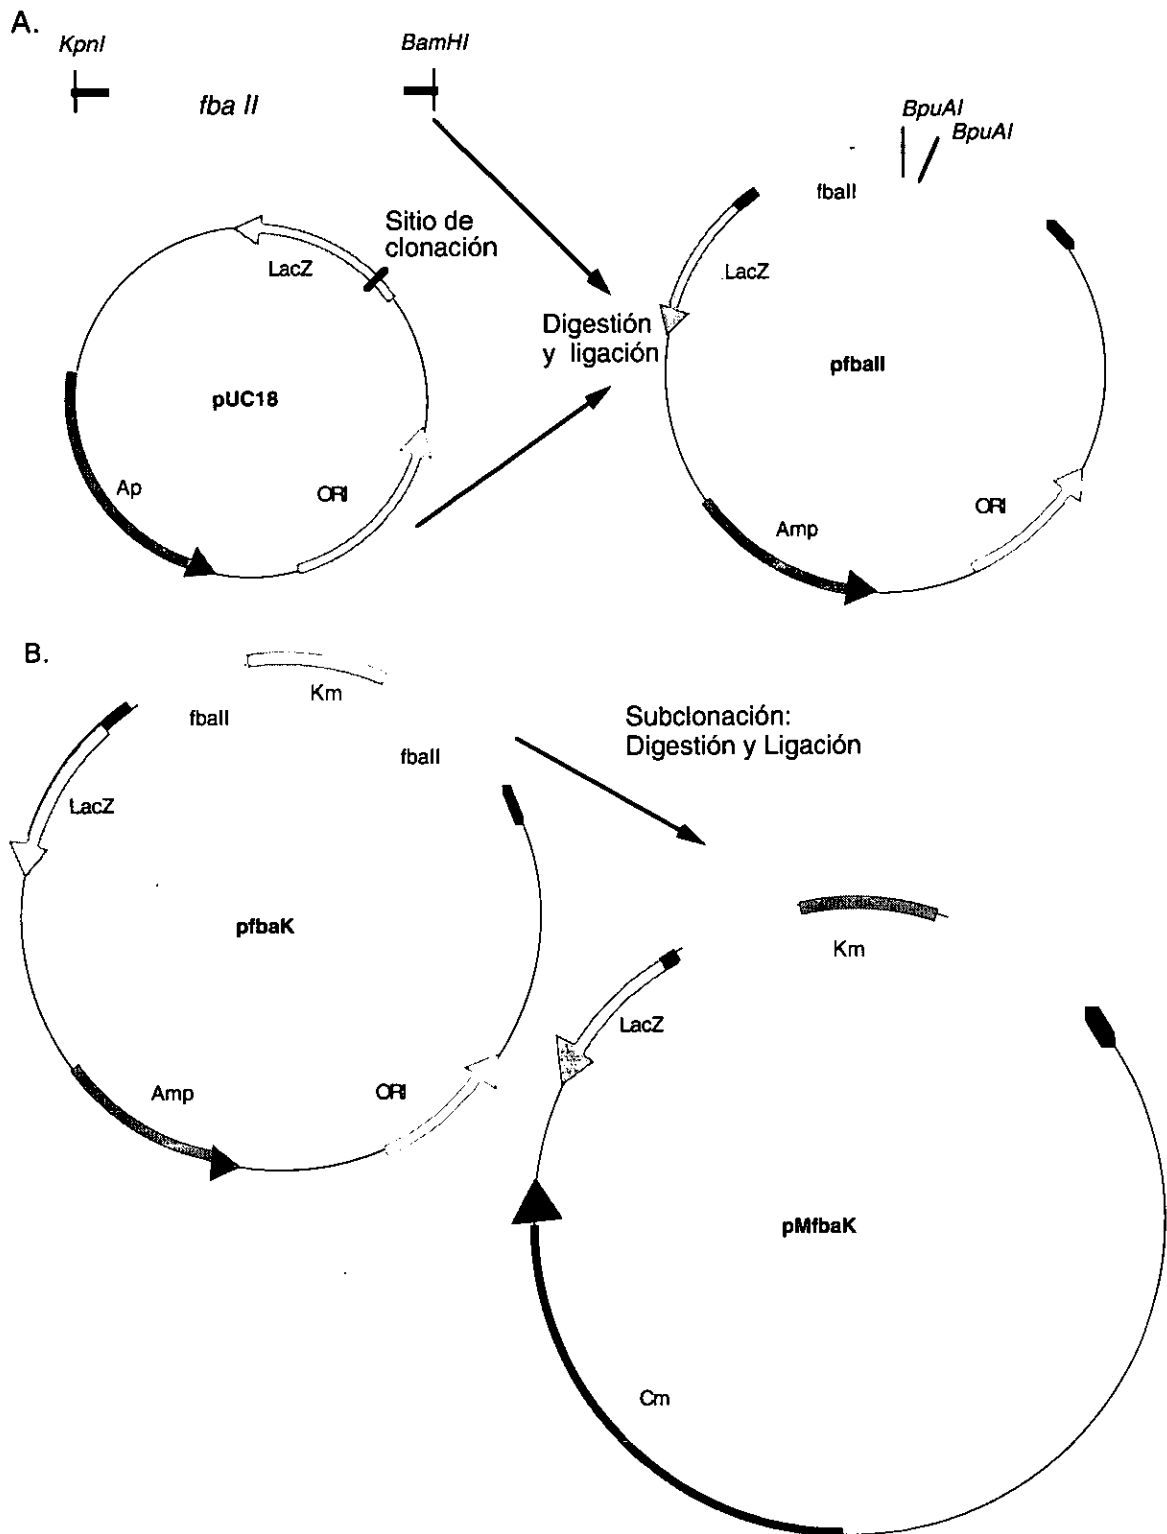 A.
KpnI
BamHI
fba II
BpuAI
BpuAI
fbaII
Sitio de
clonación
LacZ
LacZ
Digestión
y ligación
pUC18
pfbaII
Ap
ORI
Amp
ORI
B.
Km
fbaII
fbaII
Subclonación:
Digestión y Ligación
LacZ
pfbaK
Km
LacZ
Amp
ORI
pMfbaK
Cm